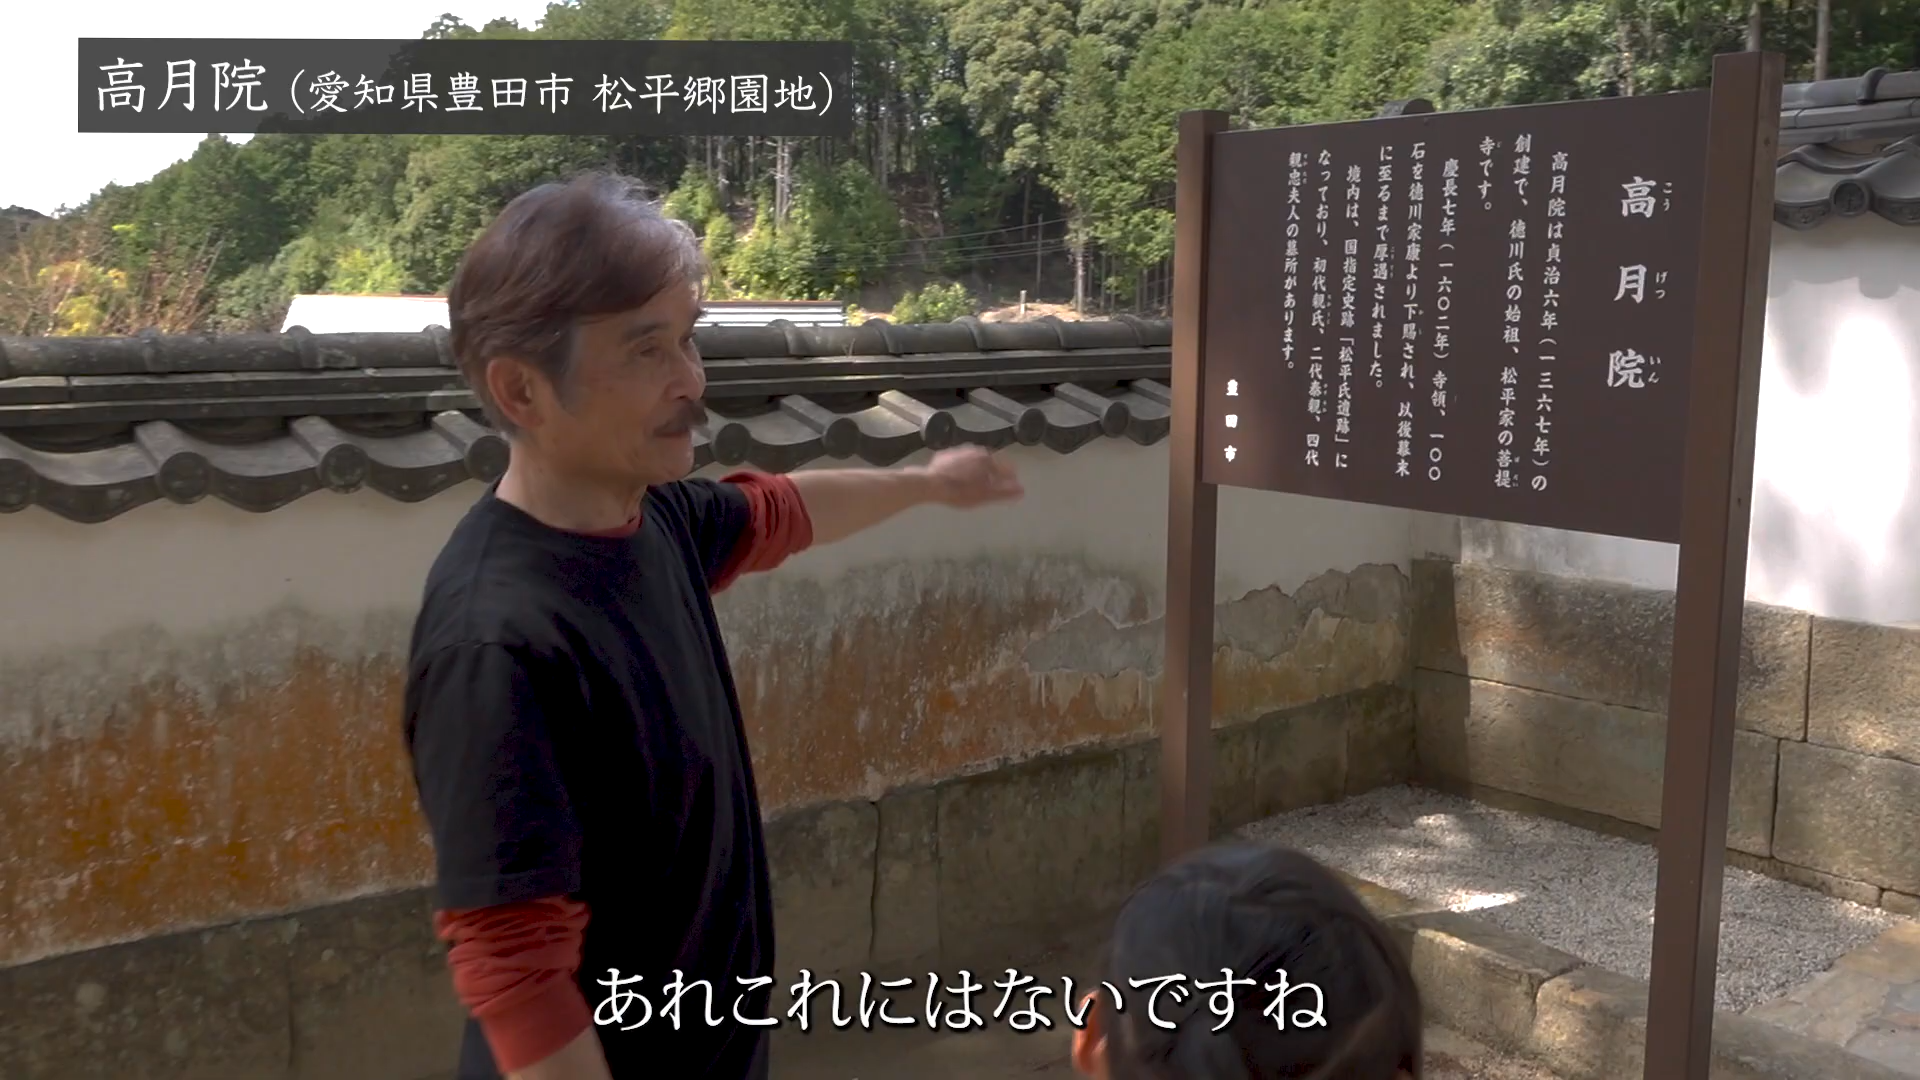 高月院（愛知県豊田市 松平郷園地）
高月院
こうげついん
高月院は貞治六年（一三六七年）の
創建で、徳川氏の始祖、松平家の菩提
寺です。
慶長七年（一六〇二年）寺領、一〇〇
石を徳川家康より下賜され、以後幕末
に至るまで厚遇されました。
境内は、国指定史跡「松平氏遺跡」に
なっており、初代親氏、二代泰親、四代
親忠夫人の墓所があります。
豊田市
あれこれにはないですね